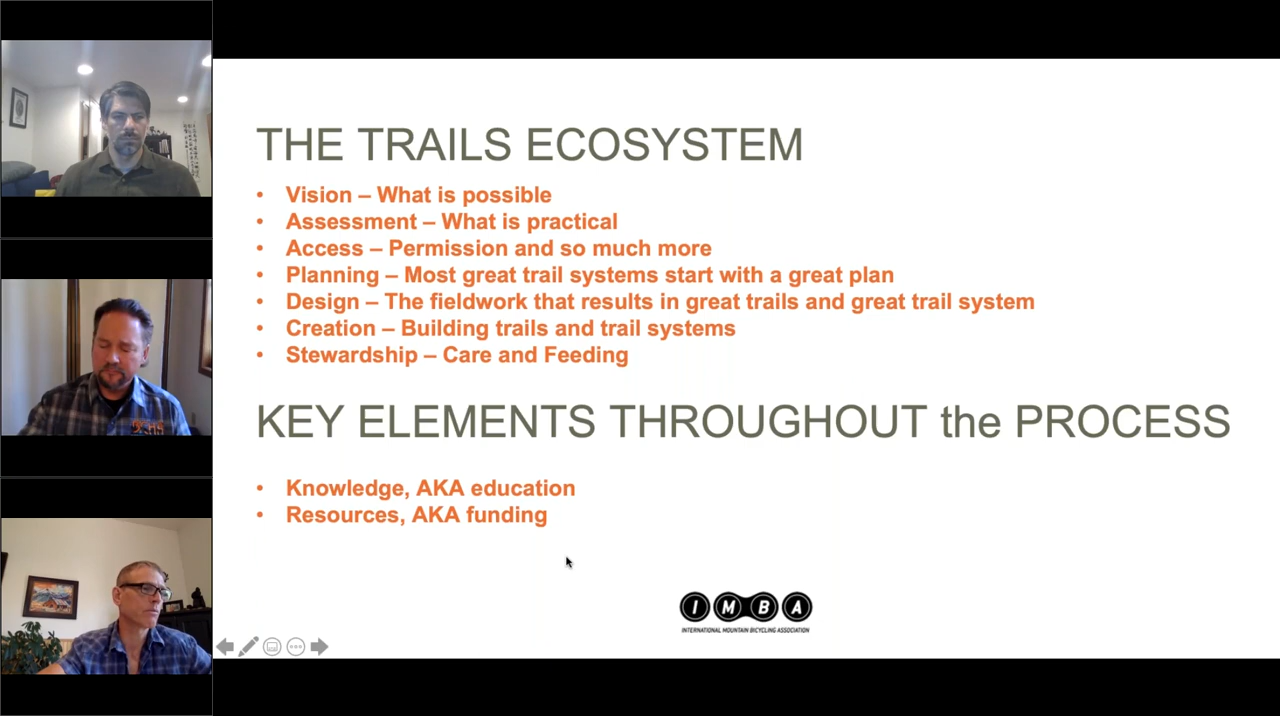 THE TRAILS ECOSYSTEM
• Vision – What is possible
• Assessment – What is practical
• Access – Permission and so much more
• Planning – Most great trail systems start with a great plan
• Design – The fieldwork that results in great trails and great trail system
• Creation – Building trails and trail systems
• Stewardship – Care and Feeding
KEY ELEMENTS THROUGHOUT the PROCESS
• Knowledge, AKA education
• Resources, AKA funding
IMBA
INTERNATIONAL MOUNTAIN BICYCLING ASSOCIATION